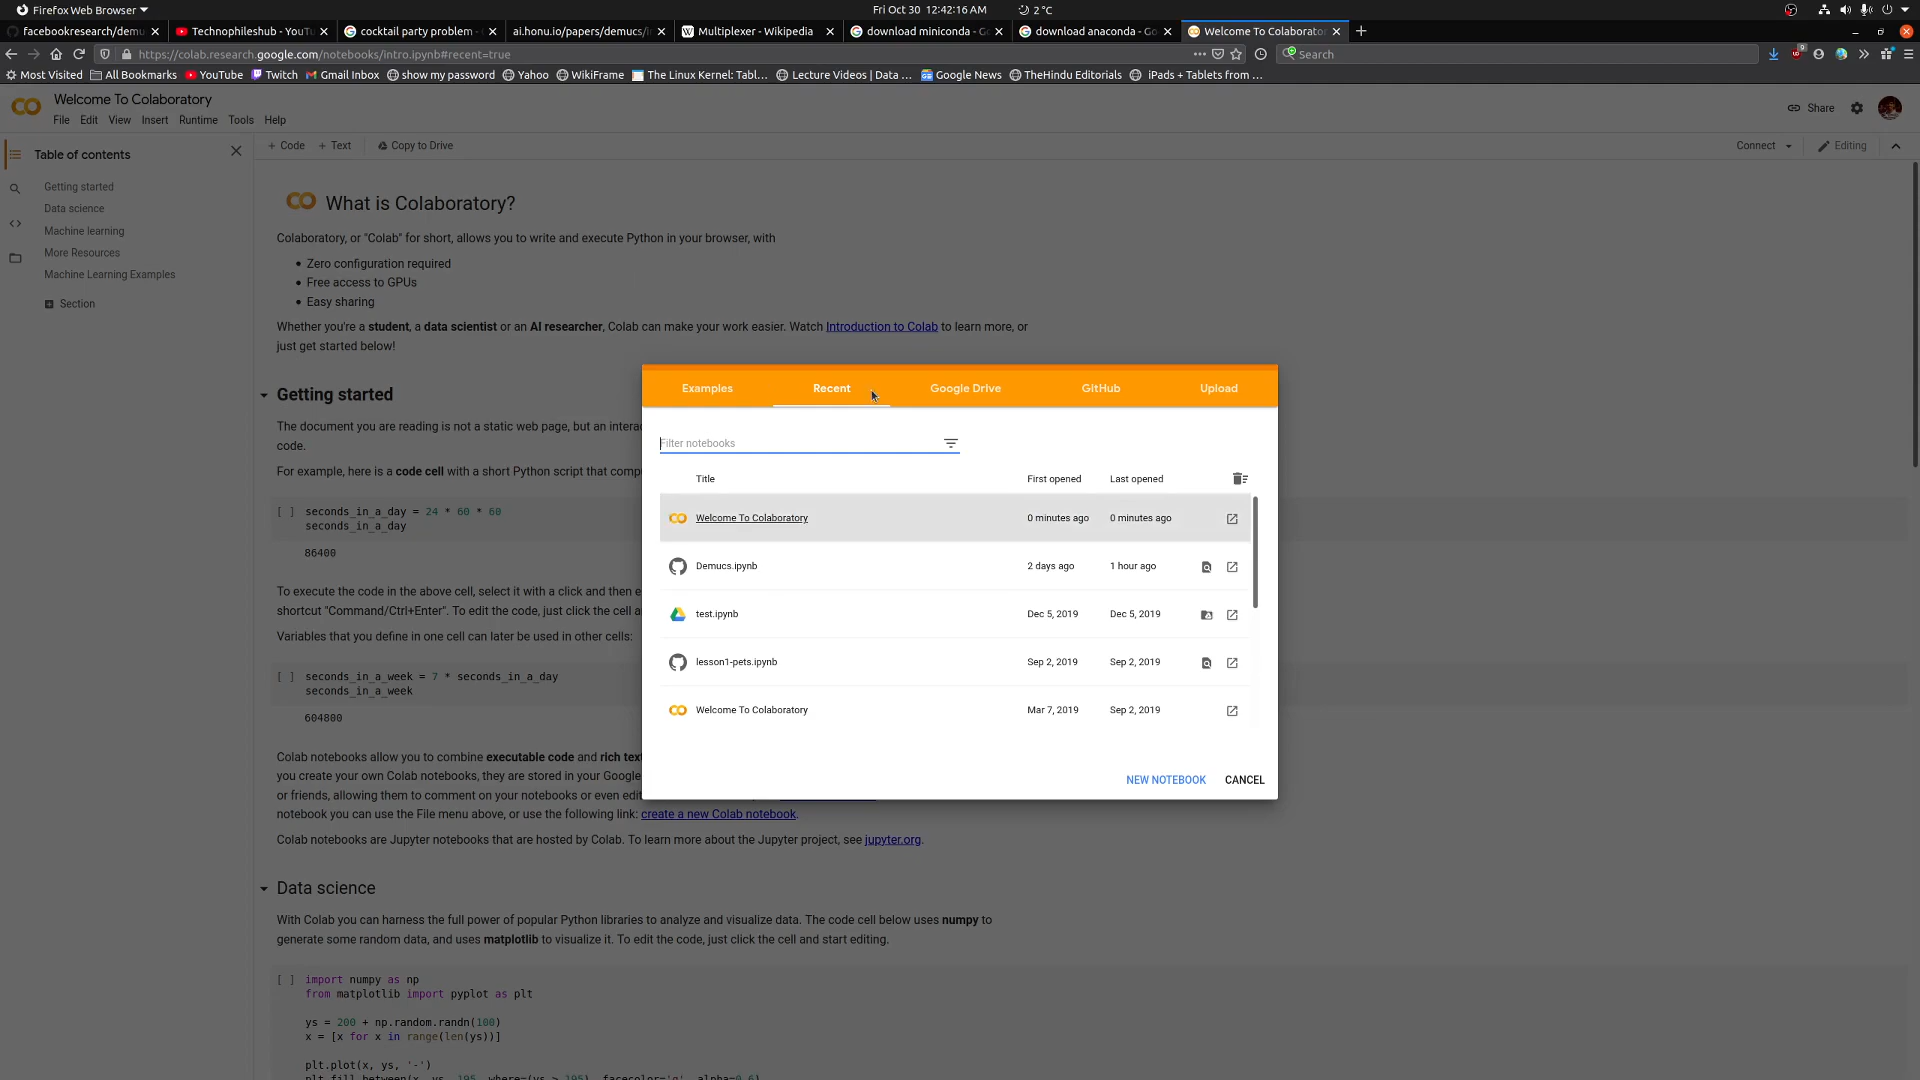 Firefox Web Browser
Fri Oct 30 12:42:16 AM
2 °C
facebookresearch/demu
Technophileshub - YouTu
cocktail party problem -
ai.honu.io/papers/demucs/i
Multiplexer - Wikipedia
download miniconda - Go
download anaconda - Go
Welcome To Colaborator
https://colab.research.google.com/notebooks/intro.ipynb#recent=true
Search
Most Visited
All Bookmarks
YouTube
Twitch
Gmail Inbox
show my password
Yahoo
WikiFrame
The Linux Kernel: Tabl…
Lecture Videos | Data …
Google News
TheHindu Editorials
iPads + Tablets from …
Welcome To Colaboratory
File Edit View Insert Runtime Tools Help
Share
Table of contents
Getting started
Data science
Machine learning
More Resources
Machine Learning Examples
Section
+ Code + Text Copy to Drive
Connect
Editing
What is Colaboratory?
Colaboratory, or "Colab" for short, allows you to write and execute Python in your browser, with
• Zero configuration required
• Free access to GPUs
• Easy sharing
Whether you're a student, a data scientist or an AI researcher, Colab can make your work easier. Watch Introduction to Colab to learn more, or
just get started below!
Getting started
The document you are reading is not a static web page, but an intera
code.
For example, here is a code cell with a short Python script that comp
[ ] seconds_in_a_day = 24 * 60 * 60
seconds_in_a_day
86400
To execute the code in the above cell, select it with a click and then e
shortcut "Command/Ctrl+Enter". To edit the code, just click the cell a
Variables that you define in one cell can later be used in other cells:
[ ] seconds_in_a_week = 7 * seconds_in_a_day
seconds_in_a_week
604800
Colab notebooks allow you to combine executable code and rich text
you create your own Colab notebooks, they are stored in your Google
or friends, allowing them to comment on your notebooks or even edit
notebook you can use the File menu above, or use the following link: create a new Colab notebook.
Colab notebooks are Jupyter notebooks that are hosted by Colab. To learn more about the Jupyter project, see jupyter.org.
Data science
With Colab you can harness the full power of popular Python libraries to analyze and visualize data. The code cell below uses numpy to
generate some random data, and uses matplotlib to visualize it. To edit the code, just click the cell and start editing.
[ ] import numpy as np
from matplotlib import pyplot as plt
ys = 200 + np.random.randn(100)
x = [x for x in range(len(ys))]
plt.plot(x, ys, '-')
plt.fill_between(x, ys, 195, where=(ys > 195), facecolor='g', alpha=0.6)
Examples Recent Google Drive GitHub Upload
Filter notebooks
Title First opened Last opened
Welcome To Colaboratory 0 minutes ago 0 minutes ago
Demucs.ipynb 2 days ago 1 hour ago
test.ipynb Dec 5, 2019 Dec 5, 2019
lesson1-pets.ipynb Sep 2, 2019 Sep 2, 2019
Welcome To Colaboratory Mar 7, 2019 Sep 2, 2019
NEW NOTEBOOK CANCEL